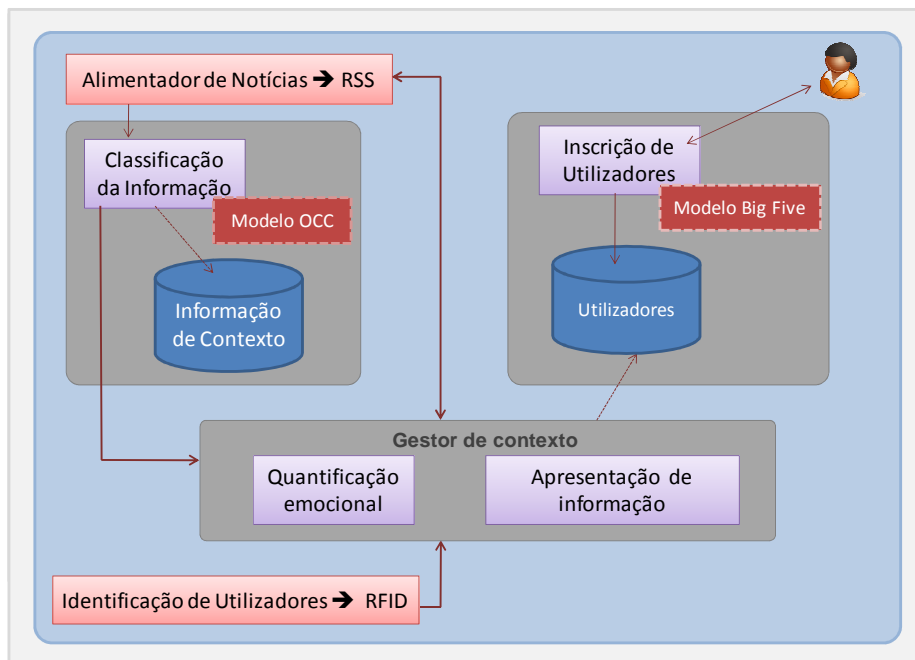 Alimentador de Notícias ➔ RSS
Classificação
da Informação
Modelo OCC
Informação
de Contexto
Inscrição de
Utilizadores
Modelo Big Five
Utilizadores
Gestor de contexto
Quantificação
emocional
Apresentação de
informação
Identificação de Utilizadores ➔ RFID